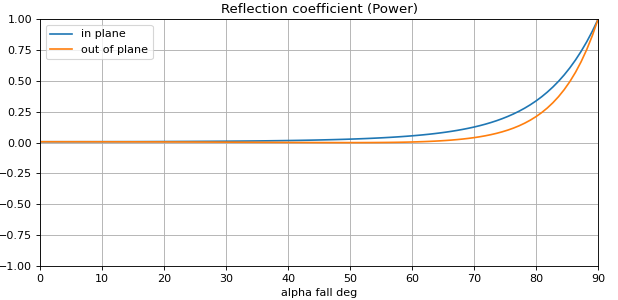 Reflection coefficient (Power)
1.00
in plane
out of plane
0.75
0.50
0.25
0.00
−0.25
−0.50
−0.75
−1.00
0 10 20 30 40 50 60 70 80 90
alpha fall deg